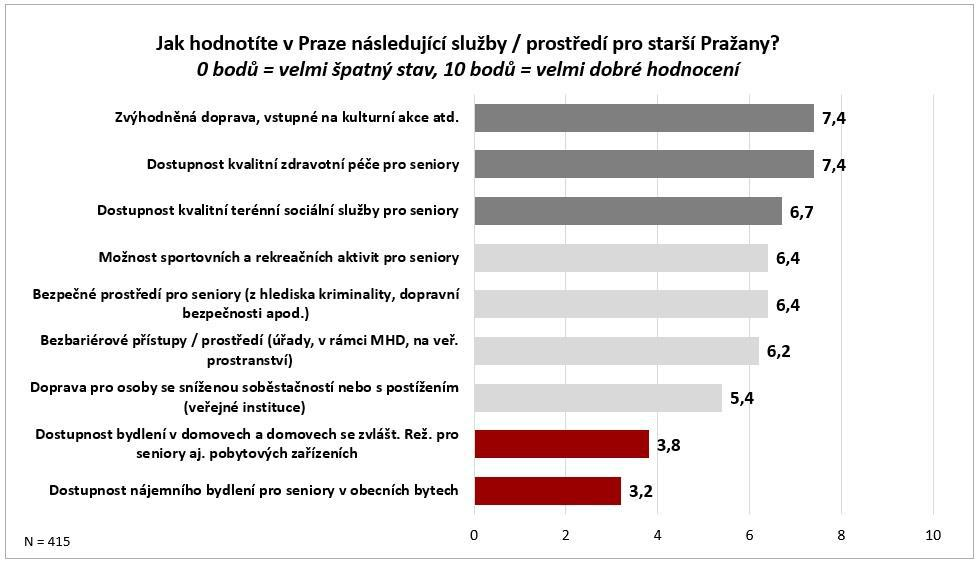 Jak hodnotíte v Praze následující služby / prostředí pro starší Pražany?
0 bodů = velmi špatný stav, 10 bodů = velmi dobré hodnocení
Zvýhodněná doprava, vstupné na kulturní akce atd.
7,4
Dostupnost kvalitní zdravotní péče pro seniory
7,4
Dostupnost kvalitní terénní sociální služby pro seniory
6,7
Možnost sportovních a rekreačních aktivit pro seniory
6,4
Bezpečné prostředí pro seniory (z hlediska kriminality, dopravní
bezpečnosti apod.)
6,4
Bezbariérové přístupy / prostředí (úřady, v rámci MHD, na veř.
prostranství)
6,2
Doprava pro osoby se sníženou soběstačností nebo s postížením
(veřejné instituce)
5,4
Dostupnost bydlení v domovech a domovech se zvlášt. Rež. pro
seniory aj. pobytových zařízeních
3,8
Dostupnost nájemního bydlení pro seniory v obecních bytech
3,2
0 2 4 6 8 10
N = 415